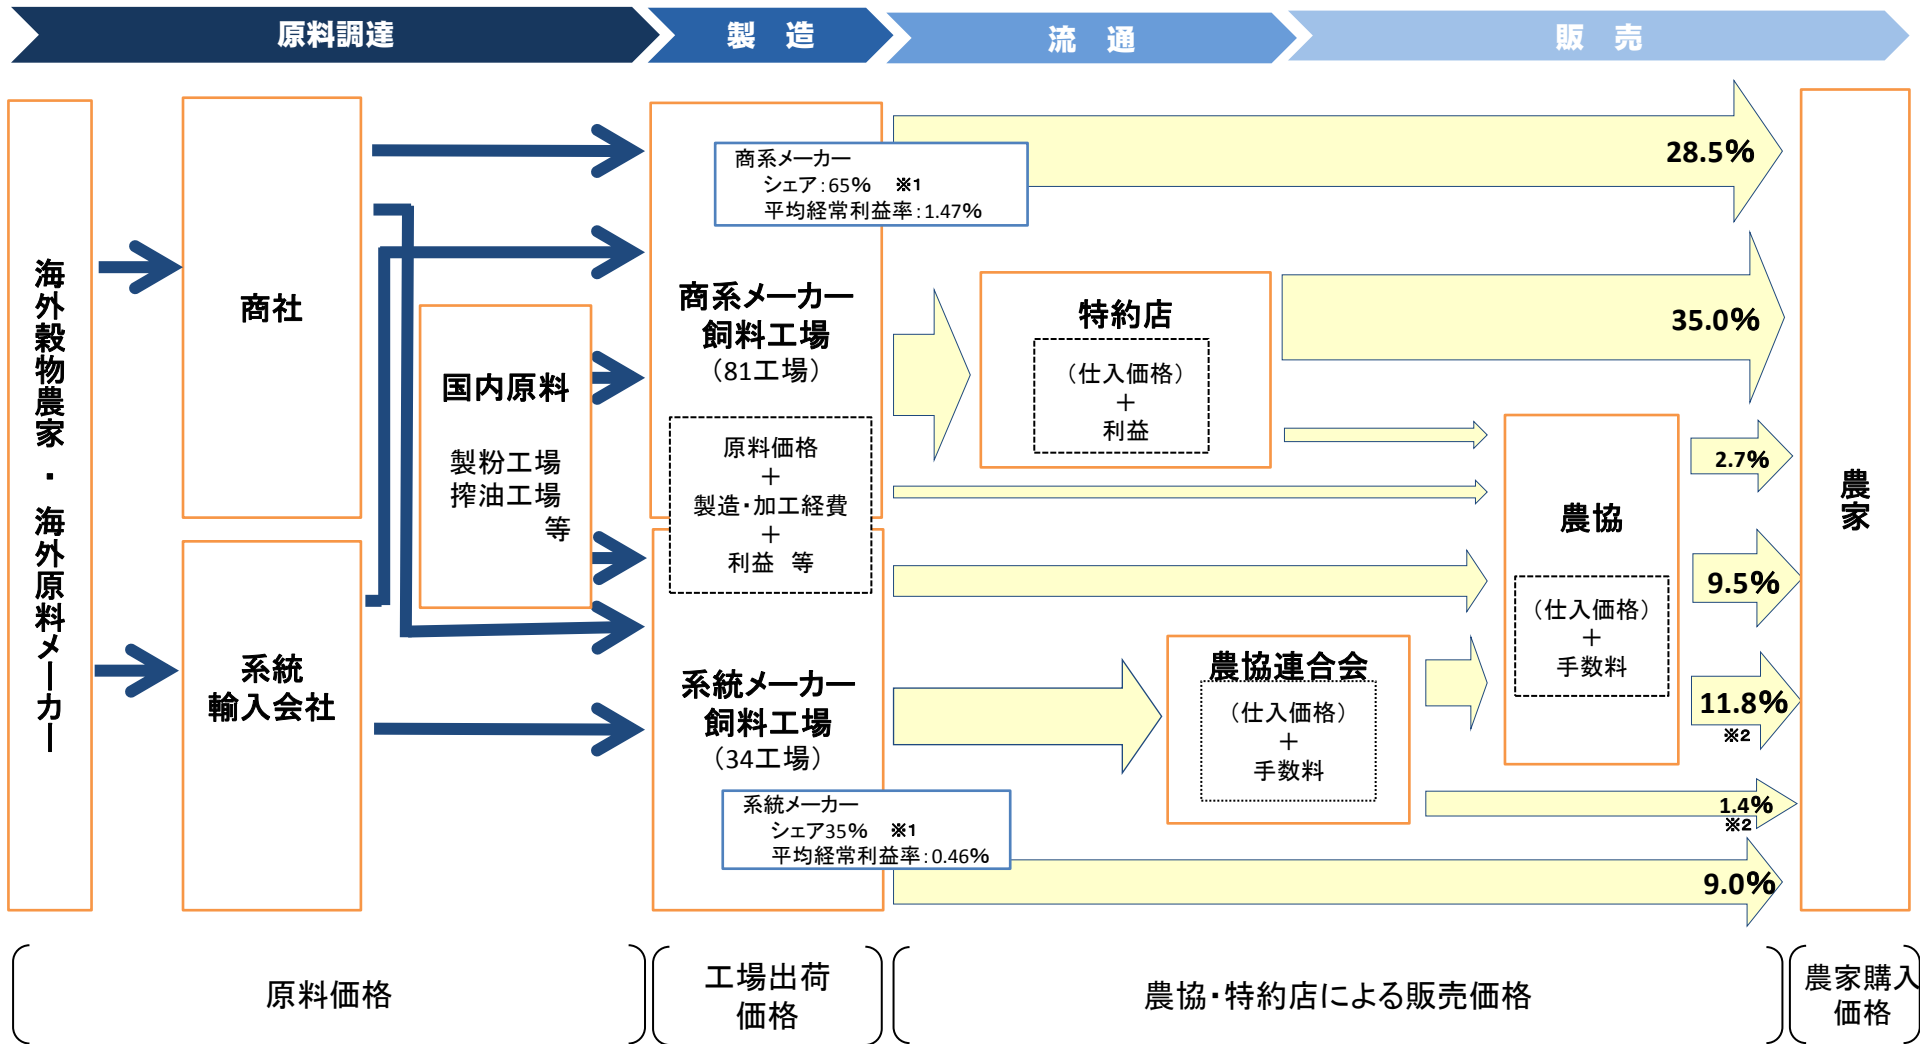 原料調達
製　造
流　通
販　売
海外穀物農家・海外原料メーカー
商社
系統
輸入会社
国内原料
製粉工場
搾油工場
等
商系メーカー
シェア：65%　※1
平均経常利益率：1.47%
商系メーカー
飼料工場
（81工場）
原料価格
＋
製造・加工経費
＋
利益　等
系統メーカー
飼料工場
（34工場）
系統メーカー
シェア35%　※1
平均経常利益率：0.46%
特約店
（仕入価格）
＋
利益
農協連合会
（仕入価格）
＋
手数料
農協
（仕入価格）
＋
手数料
28.5%
35.0%
2.7%
9.5%
11.8%
※2
1.4%
※2
9.0%
農家
原料価格
工場出荷
価格
農協・特約店による販売価格
農家購入
価格